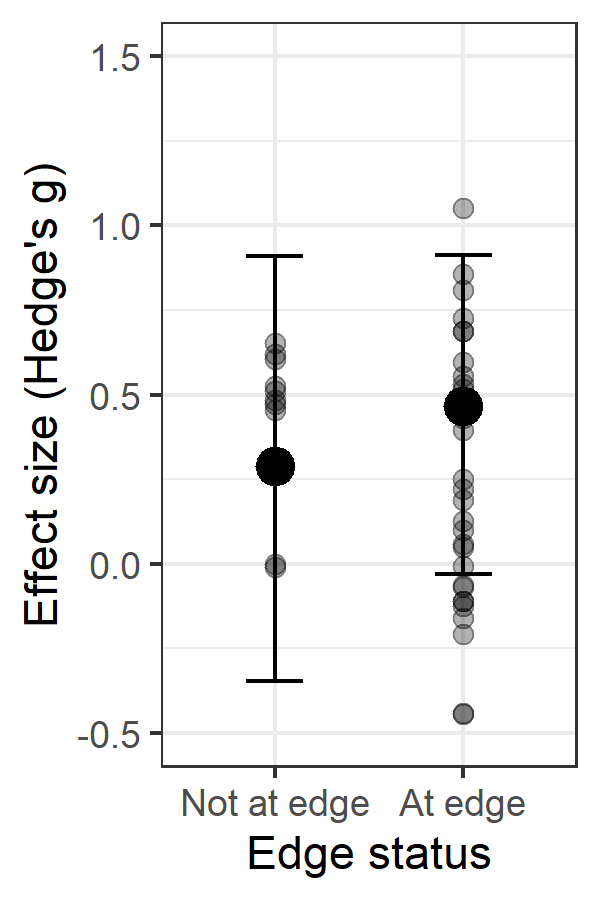 Effect size (Hedge's g)
1.5
1.0
0.5
0.0
-0.5
Not at edge
At edge
Edge status